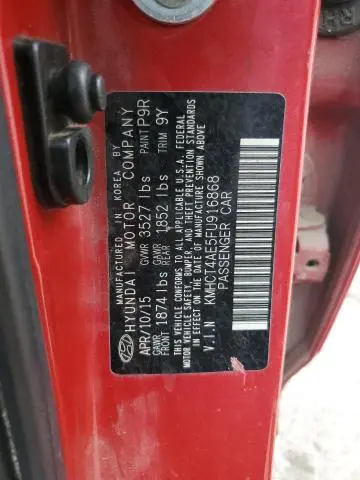 MANUFACTURED IN KOREA BY
HYUNDAI MOTOR COMPANY
APR/10/15 GVWR 3527 lbs PAINT P9R
GAWR FRONT 1874 lbs GAWR REAR 1852 lbs TRIM 9Y
THIS VEHICLE CONFORMS TO ALL APPLICABLE U.S.A. FEDERAL
MOTOR VEHICLE SAFETY, BUMPER, AND THEFT PREVENTION STANDARDS
IN EFFECT ON THE DATE OF MANUFACTURE SHOWN ABOVE.
V.I.N KMHCT4AE5FU916868
PASSENGER CAR
RH